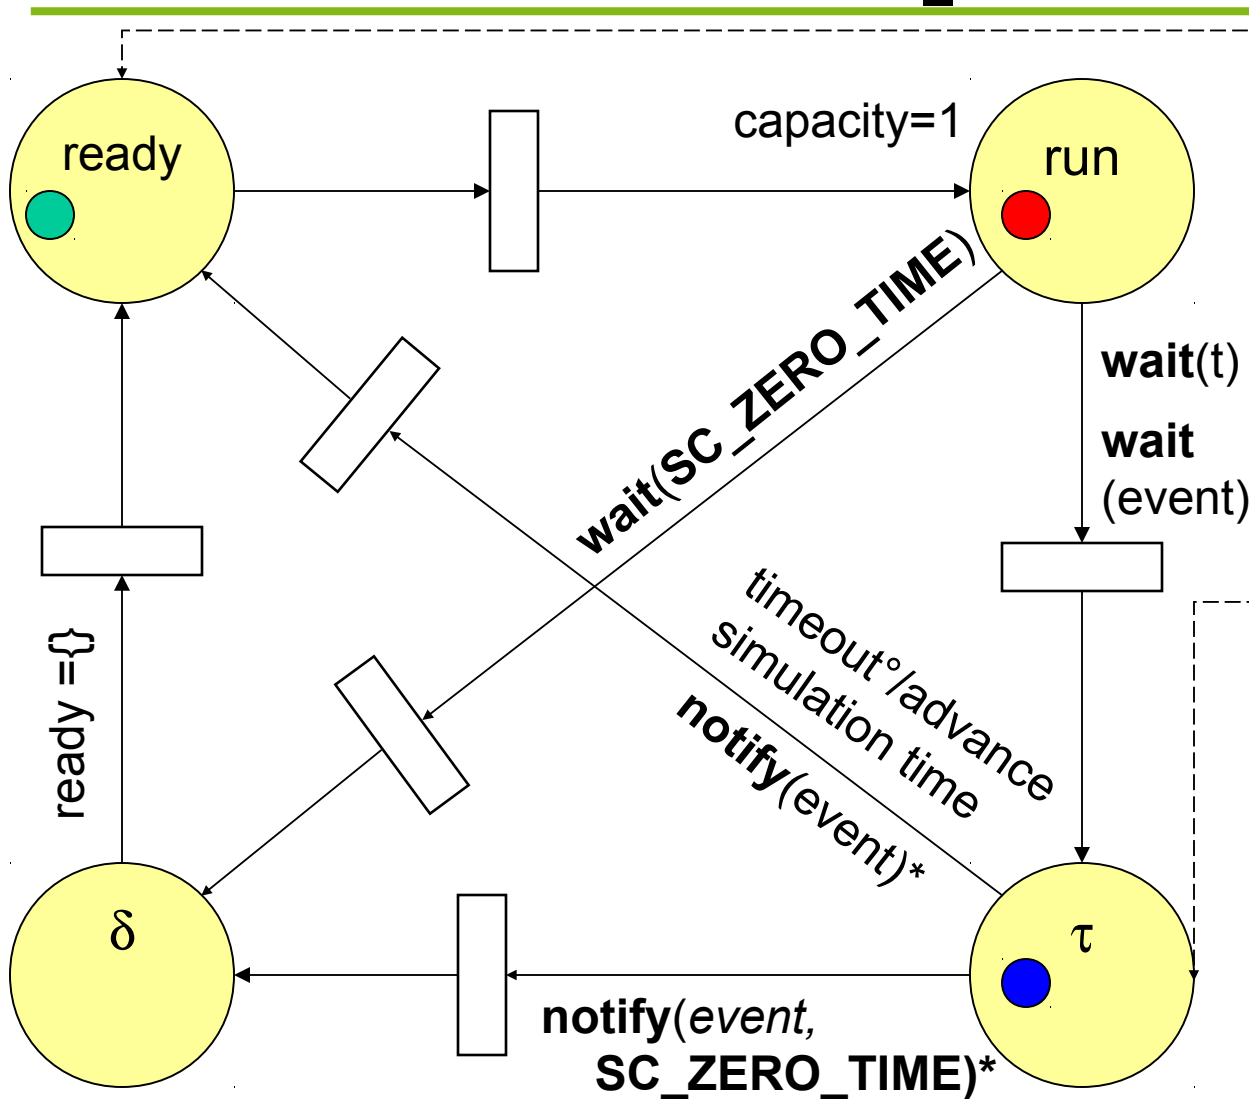 capacity=1
ready
run
wait(SC_ZERO_TIME)
wait(t)
wait
(event)
timeout°/advance
simulation time
notify(event)*
ready ={}
δ
τ
notify(event,
SC_ZERO_TIME)*